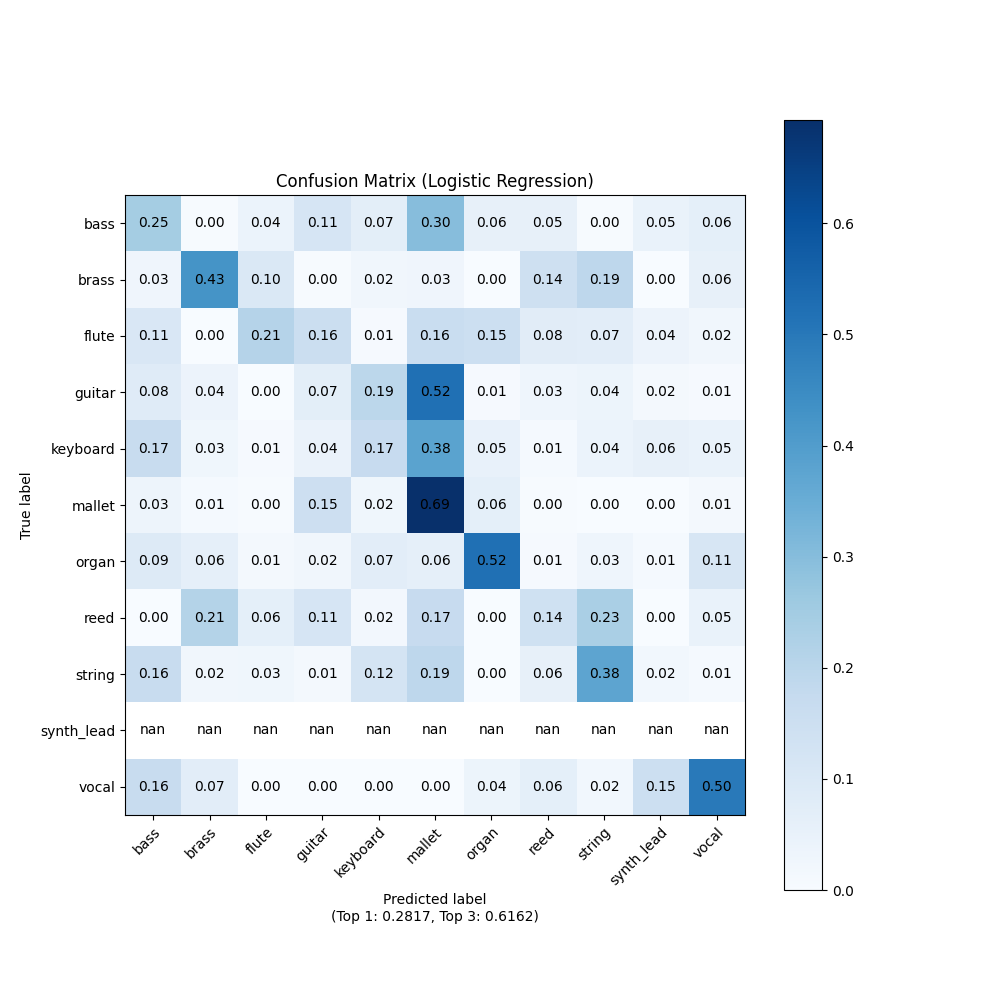 Confusion Matrix (Logistic Regression)
bass 0.25 0.00 0.04 0.11 0.07 0.30 0.06 0.05 0.00 0.05 0.06
brass 0.03 0.43 0.10 0.00 0.02 0.03 0.00 0.14 0.19 0.00 0.06
flute 0.11 0.00 0.21 0.16 0.01 0.16 0.15 0.08 0.07 0.04 0.02
guitar 0.08 0.04 0.00 0.07 0.19 0.52 0.01 0.03 0.04 0.02 0.01
keyboard 0.17 0.03 0.01 0.04 0.17 0.38 0.05 0.01 0.04 0.06 0.05
mallet 0.03 0.01 0.00 0.15 0.02 0.69 0.06 0.00 0.00 0.00 0.01
organ 0.09 0.06 0.01 0.02 0.07 0.06 0.52 0.01 0.03 0.01 0.11
reed 0.00 0.21 0.06 0.11 0.02 0.17 0.00 0.14 0.23 0.00 0.05
string 0.16 0.02 0.03 0.01 0.12 0.19 0.00 0.06 0.38 0.02 0.01
synth_lead nan nan nan nan nan nan nan nan nan nan nan
vocal 0.16 0.07 0.00 0.00 0.00 0.00 0.04 0.06 0.02 0.15 0.50
True label
bass brass flute guitar keyboard mallet organ reed string synth_lead vocal
Predicted label
(Top 1: 0.2817, Top 3: 0.6162)
0.6
0.5
0.4
0.3
0.2
0.1
0.0